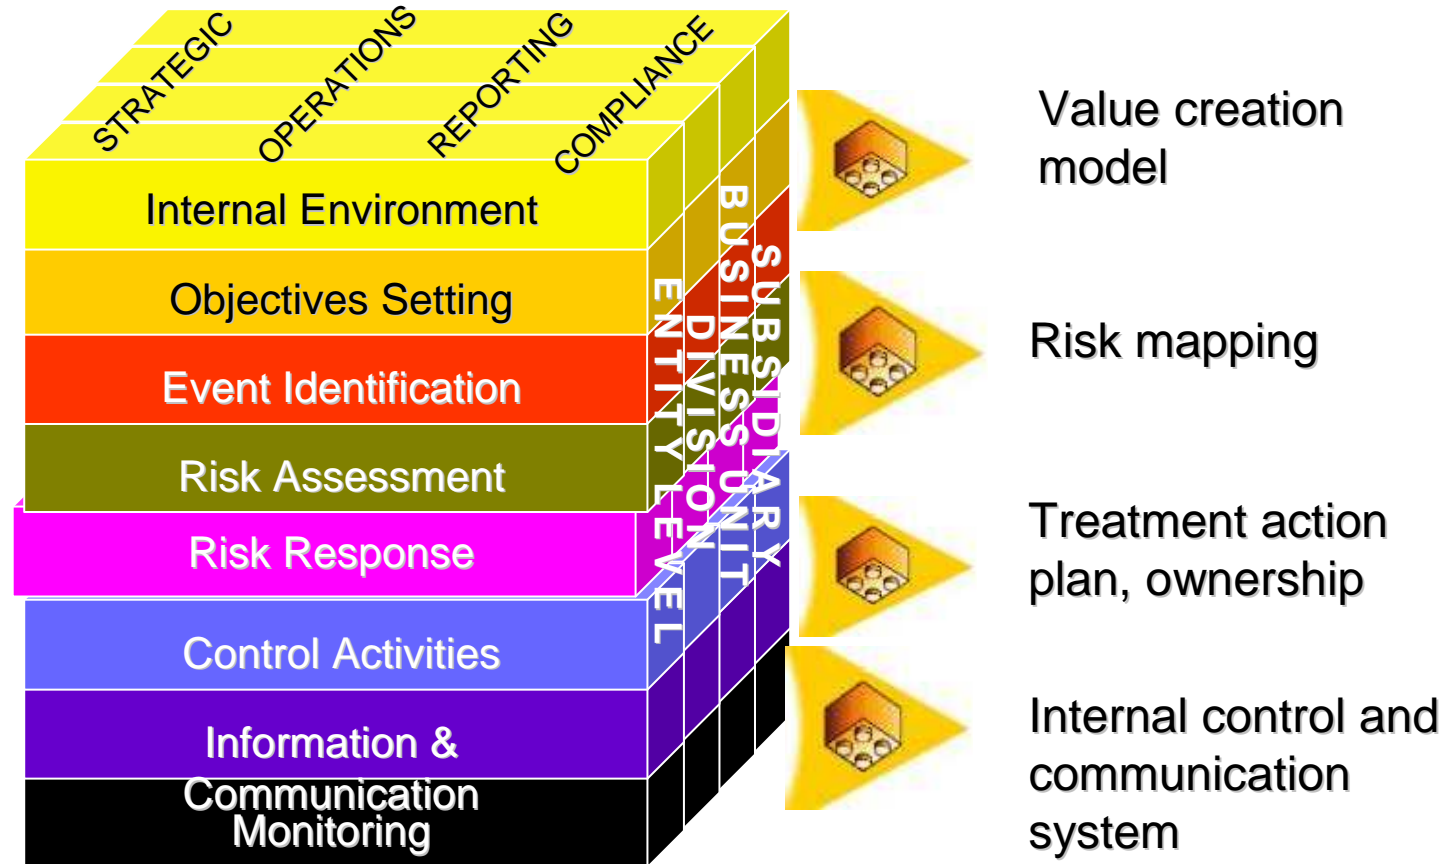 STRATEGIC
OPERATIONS
REPORTING
COMPLIANCE
Internal Environment
Objectives Setting
Event Identification
Risk Assessment
Risk Response
Control Activities
Information &
Communication
Monitoring
ENTITY LEVEL
DIVISION
BUSINESS UNIT
SUBSIDIARY
Value creation
model
Risk mapping
Treatment action
plan, ownership
Internal control and
communication
system